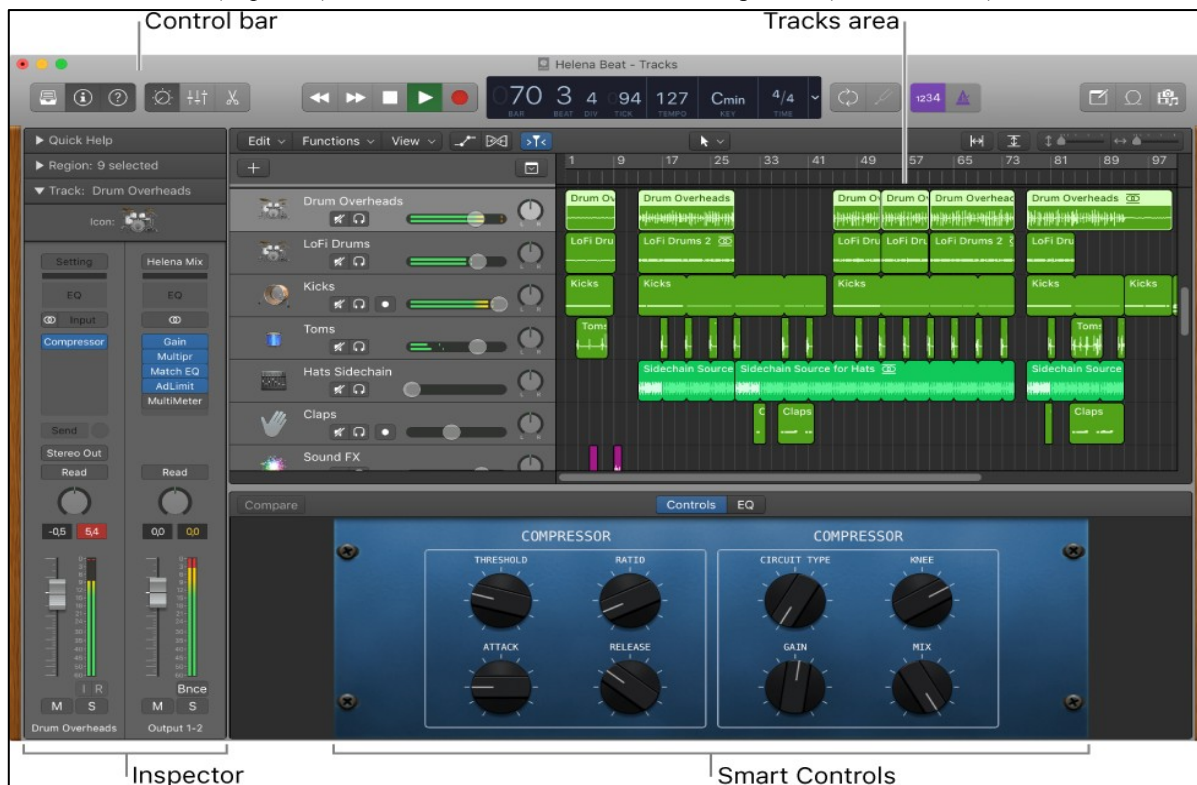 Control bar
Tracks area
Helena Beat - Tracks
70 3 4 94 127 Cmin 4/4
BAR BEAT DIV TICK TEMPO KEY TIME
1234
Quick Help
Region: 9 selected
Track: Drum Overheads
Icon:
Setting
Helena Mix
EQ
EQ
Input
Compressor
Gain
Multipr
Match EQ
AdLimit
MultiMeter
Send
Stereo Out
Read
Read
-0,5 5,4 0,0 0,0
I R
Bnce
M S M S
Drum Overheads
Output 1-2
Edit Functions View
1 9 17 25 33 41 49 57 65 73 81 89 97
Drum Overheads
Drum Ov
Drum Overheads
Drum O
Drum O
Drum Overhead
Drum Overheads
LoFi Drums
LoFi Dru
LoFi Drums 2
LoFi Dru
LoFi Dru
LoFi Drums 2
LoFi Dru
Kicks
Kicks
Kicks
Kicks
Kicks
Kicks
Toms
Toms
Toms
Hats Sidechain
Sidechain Source
Sidechain Source for Hats
Sidechain Source
Claps
C
Claps
Claps
Sound FX
Compare
Controls EQ
COMPRESSOR
THRESHOLD RATIO
ATTACK RELEASE
COMPRESSOR
CIRCUIT TYPE KNEE
GAIN MIX
Inspector
Smart Controls